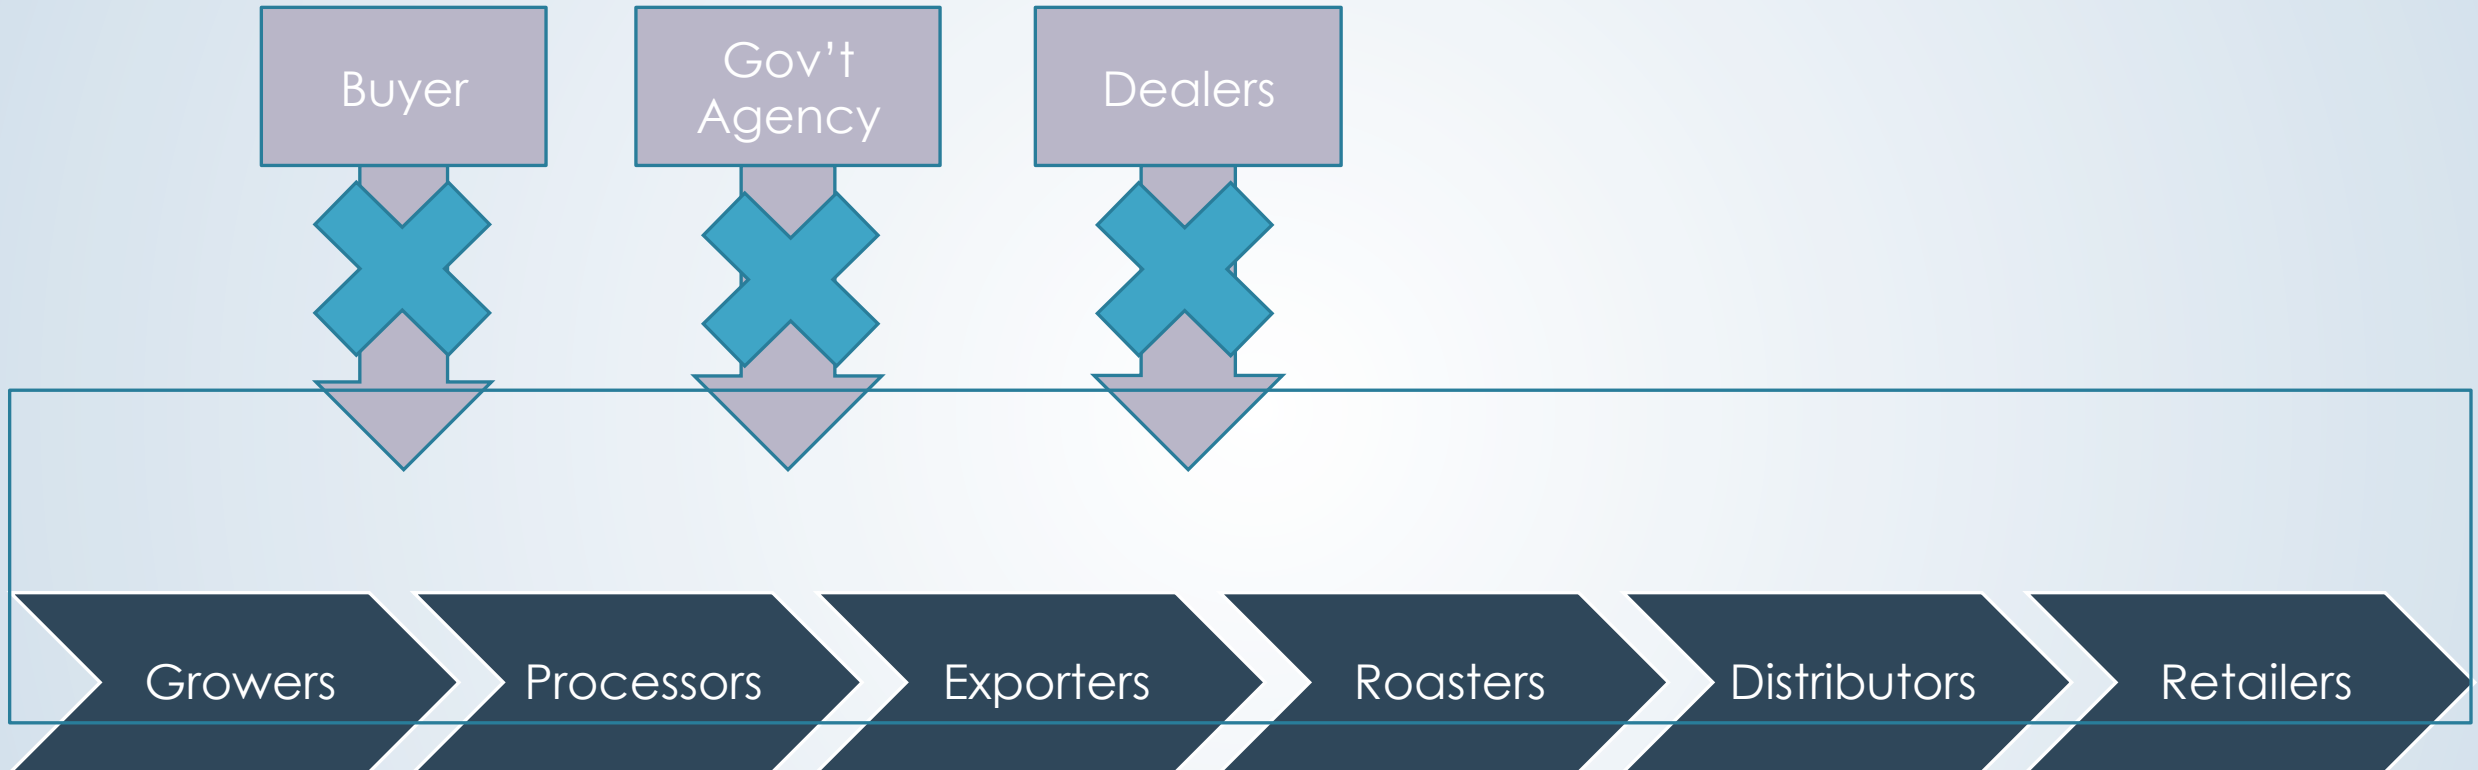 Buyer
Gov't
Agency
Dealers
Growers
Processors
Exporters
Roasters
Distributors
Retailers